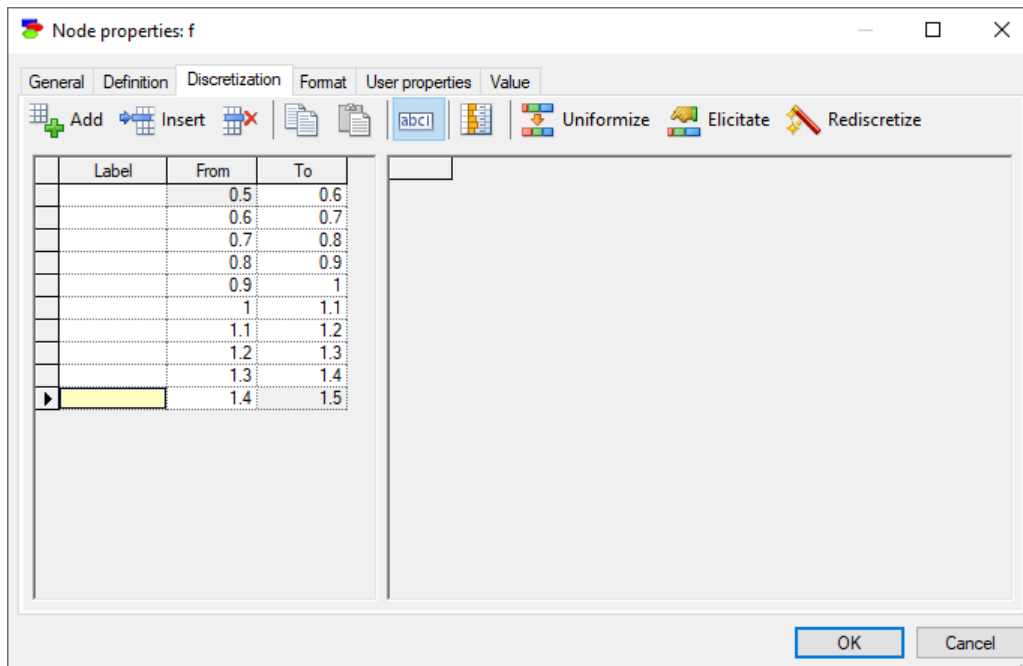 Node properties: f
General Definition Discretization Format User properties Value
Add Insert abc Uniformize Elicitate Rediscretize
Label From To
0.5 0.6
0.6 0.7
0.7 0.8
0.8 0.9
0.9 1
1 1.1
1.1 1.2
1.2 1.3
1.3 1.4
1.4 1.5
OK Cancel